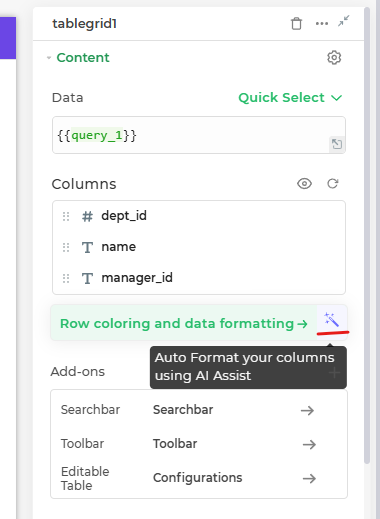 tablegrid1
Content
Data
Quick Select
{{query_1}}
Columns
# dept_id
T name
T manager_id
Row coloring and data formatting →
Auto Format your columns
using AI Assist
Add-ons
Searchbar Searchbar →
Toolbar Toolbar →
Editable
Table
Configurations →